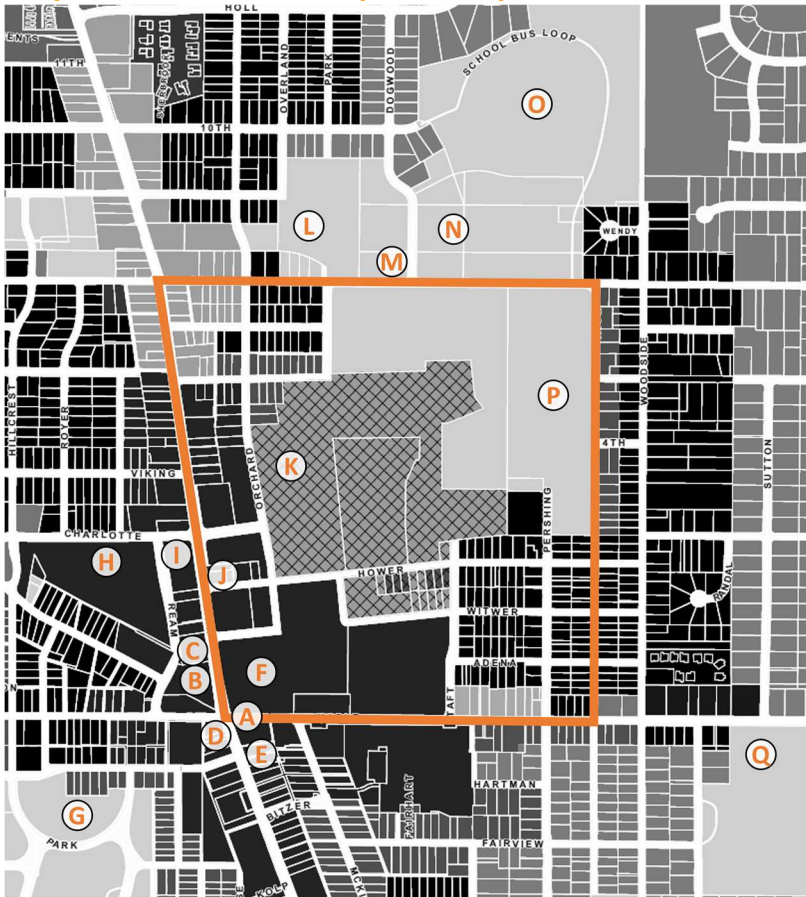 HOLL
ENTS
11TH
OVERLAND
PARK
DOGWOOD
SCHOOL BUS LOOP
O
10TH
L
N
WENDY
M
HILLCREST
ROYER
WOODSIDE
P
K
4TH
VIKING
ORCHARD
SUTTON
PERSHING
CHARLOTTE
I
H
J
HOWER
RANDAL
REAM
WITWER
C
ADENA
F
B
TAFT
A
D
E
Q
HARTMAN
FAIRHART
G
BITZER
PARK
FAIRVIEW
KOLP